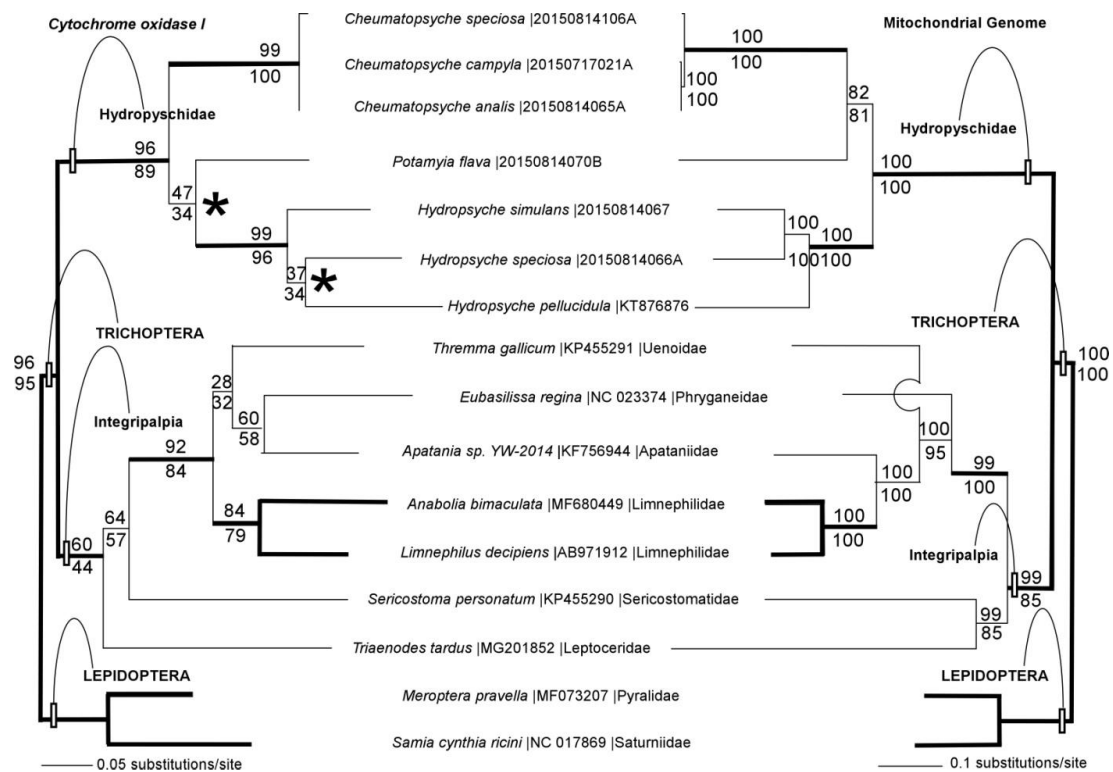 Cytochrome oxidase I
Mitochondrial Genome
Cheumatopsyche speciosa |20150814106A
99
100
100
100
Cheumatopsyche campyla |20150717021A
100
100
Cheumatopsyche analis |20150814065A
82
81
Hydropyschidae
Hydropyschidae
96
89
Potamyia flava |20150814070B
100
100
47
34
*
Hydropsyche simulans |20150814067
99
96
100
100
100
100
Hydropsyche speciosa |20150814066A
37
34
*
Hydropsyche pellucidula |KT876876
TRICHOPTERA
TRICHOPTERA
96
95
100
100
Thremma gallicum |KP455291 |Uenoidae
28
32
Eubasilissa regina |NC 023374 |Phryganeidae
Integripalpia
60
58
100
95
92
84
Apatania sp. YW-2014 |KF756944 |Apataniidae
99
100
100
100
Anabolia bimaculata |MF680449 |Limnephilidae
84
79
100
100
64
57
Limnephilus decipiens |AB971912 |Limnephilidae
Integripalpia
60
44
99
85
Sericostoma personatum |KP455290 |Sericostomatidae
99
85
Triaenodes tardus |MG201852 |Leptoceridae
LEPIDOPTERA
LEPIDOPTERA
Meroptera pravella |MF073207 |Pyralidae
Samia cynthia ricini |NC 017869 |Saturniidae
0.05 substitutions/site
0.1 substitutions/site